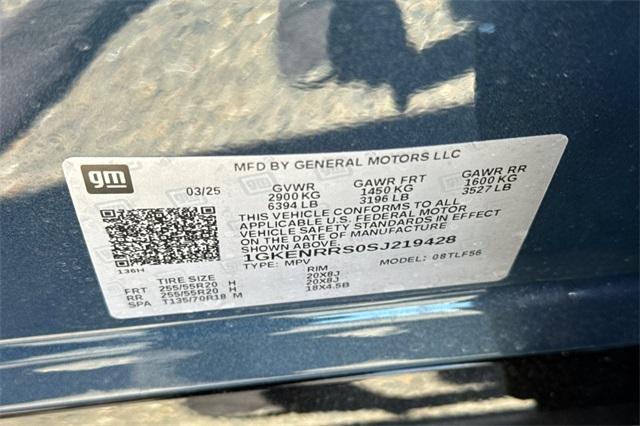 gm
MFD BY GENERAL MOTORS LLC
03/25 GVWR GAWR FRT GAWR RR
2900 KG 1450 KG 1600 KG
6394 LB 3196 LB 3527 LB
THIS VEHICLE CONFORMS TO ALL
APPLICABLE U.S. FEDERAL MOTOR
VEHICLE SAFETY STANDARDS IN EFFECT
ON THE DATE OF MANUFACTURE
SHOWN ABOVE.
136H 1GKENRRS0SJ219428
TYPE: MPV MODEL: 08TLF56
TIRE SIZE RIM
FRT 255/55R20 H 20X8J
RR 255/55R20 H 20X8J
SPA T135/70R18 M 18X4.5B